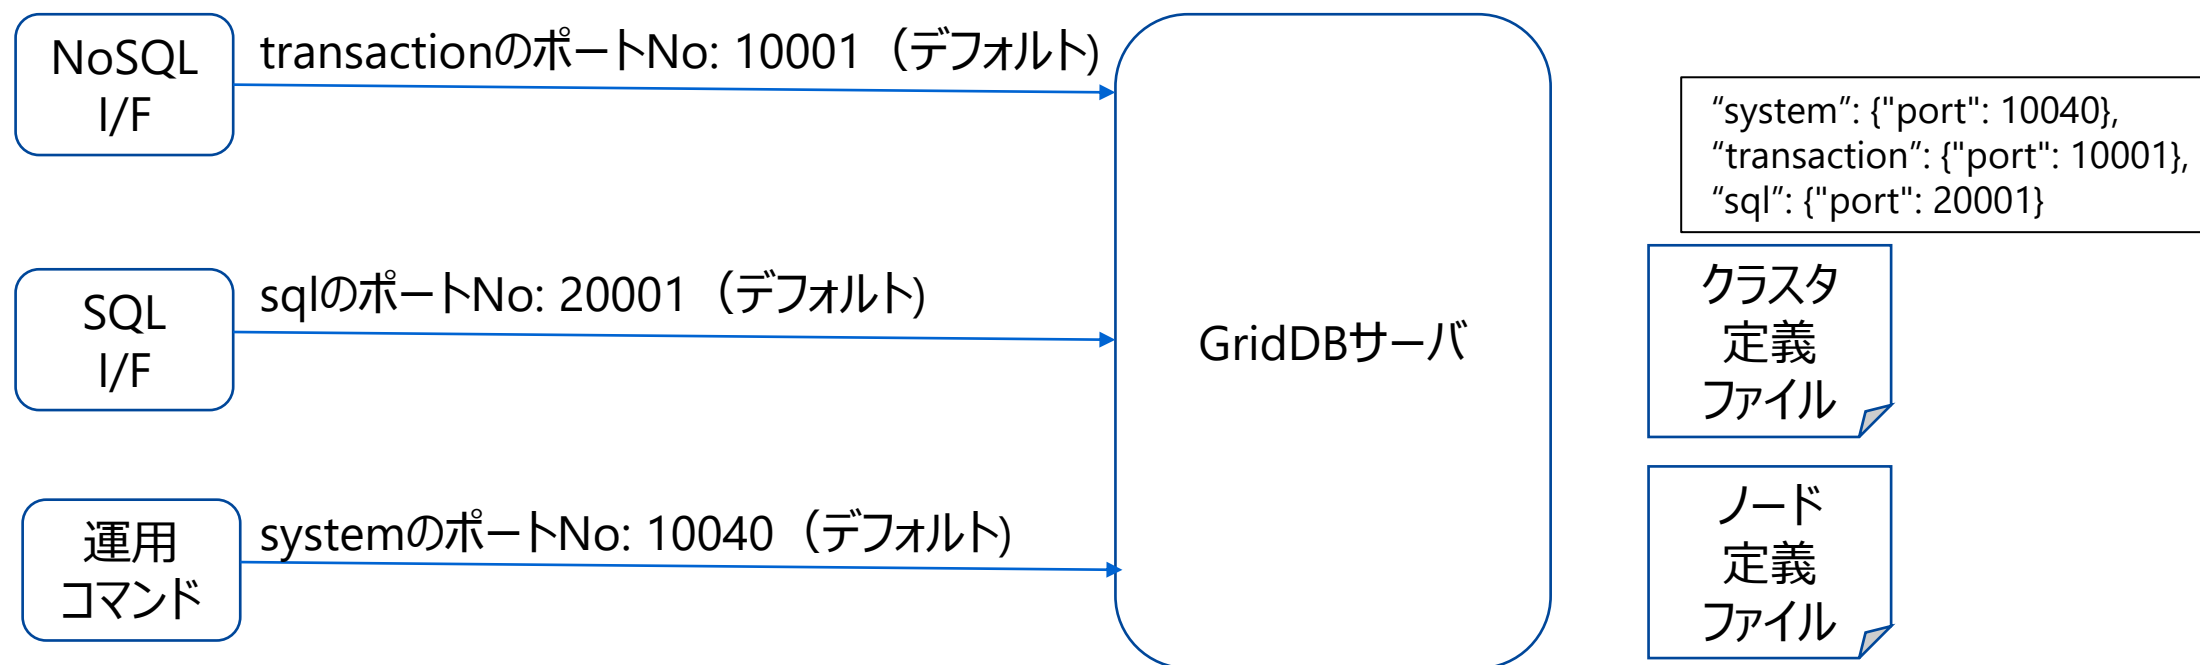 NoSQL
I/F
transactionのポートNo: 10001（デフォルト)
“system”: {"port": 10040},
“transaction”: {"port": 10001},
“sql”: {"port": 20001}
SQL
I/F
sqlのポートNo: 20001（デフォルト)
GridDBサーバ
クラスタ
定義
ファイル
運用
コマンド
systemのポートNo: 10040（デフォルト)
ノード
定義
ファイル